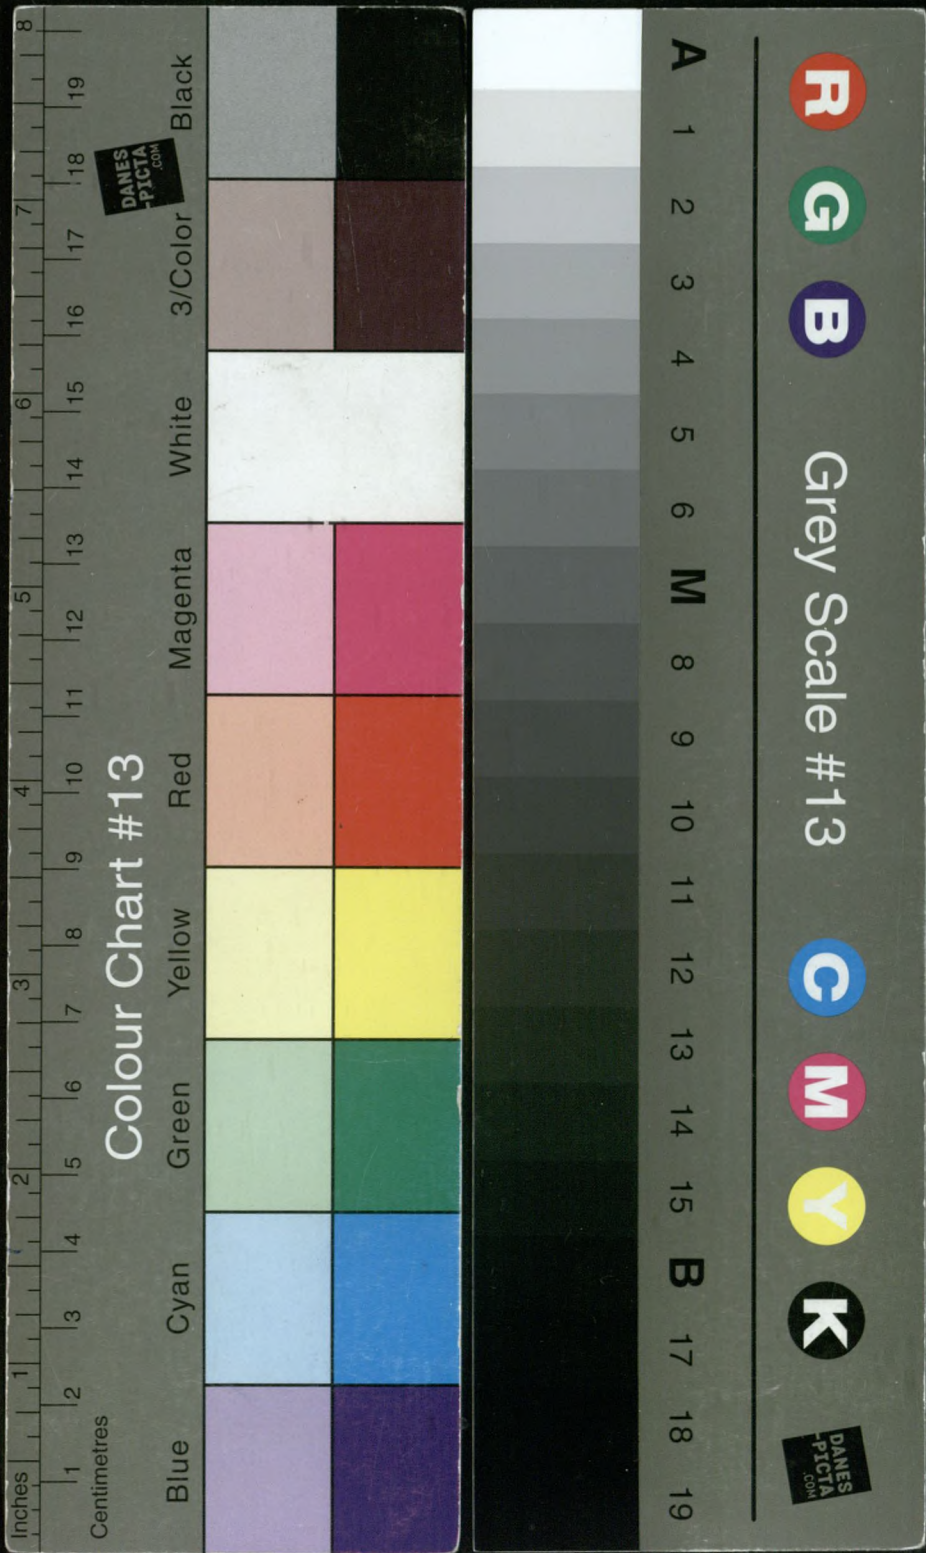 Inches 1 2 3 4 5 6 7 8
1 2 3 4 5 6 7 8 9 10 11 12 13 14 15 16 17 18 19
Centimetres
Colour Chart #13
DANES
-PICTA
.COM
Blue Cyan Green Yellow Red Magenta White 3/Color Black
R G B Grey Scale #13 C M Y K
DANES
-PICTA
.COM
A 1 2 3 4 5 6 M 8 9 10 11 12 13 14 15 B 17 18 19